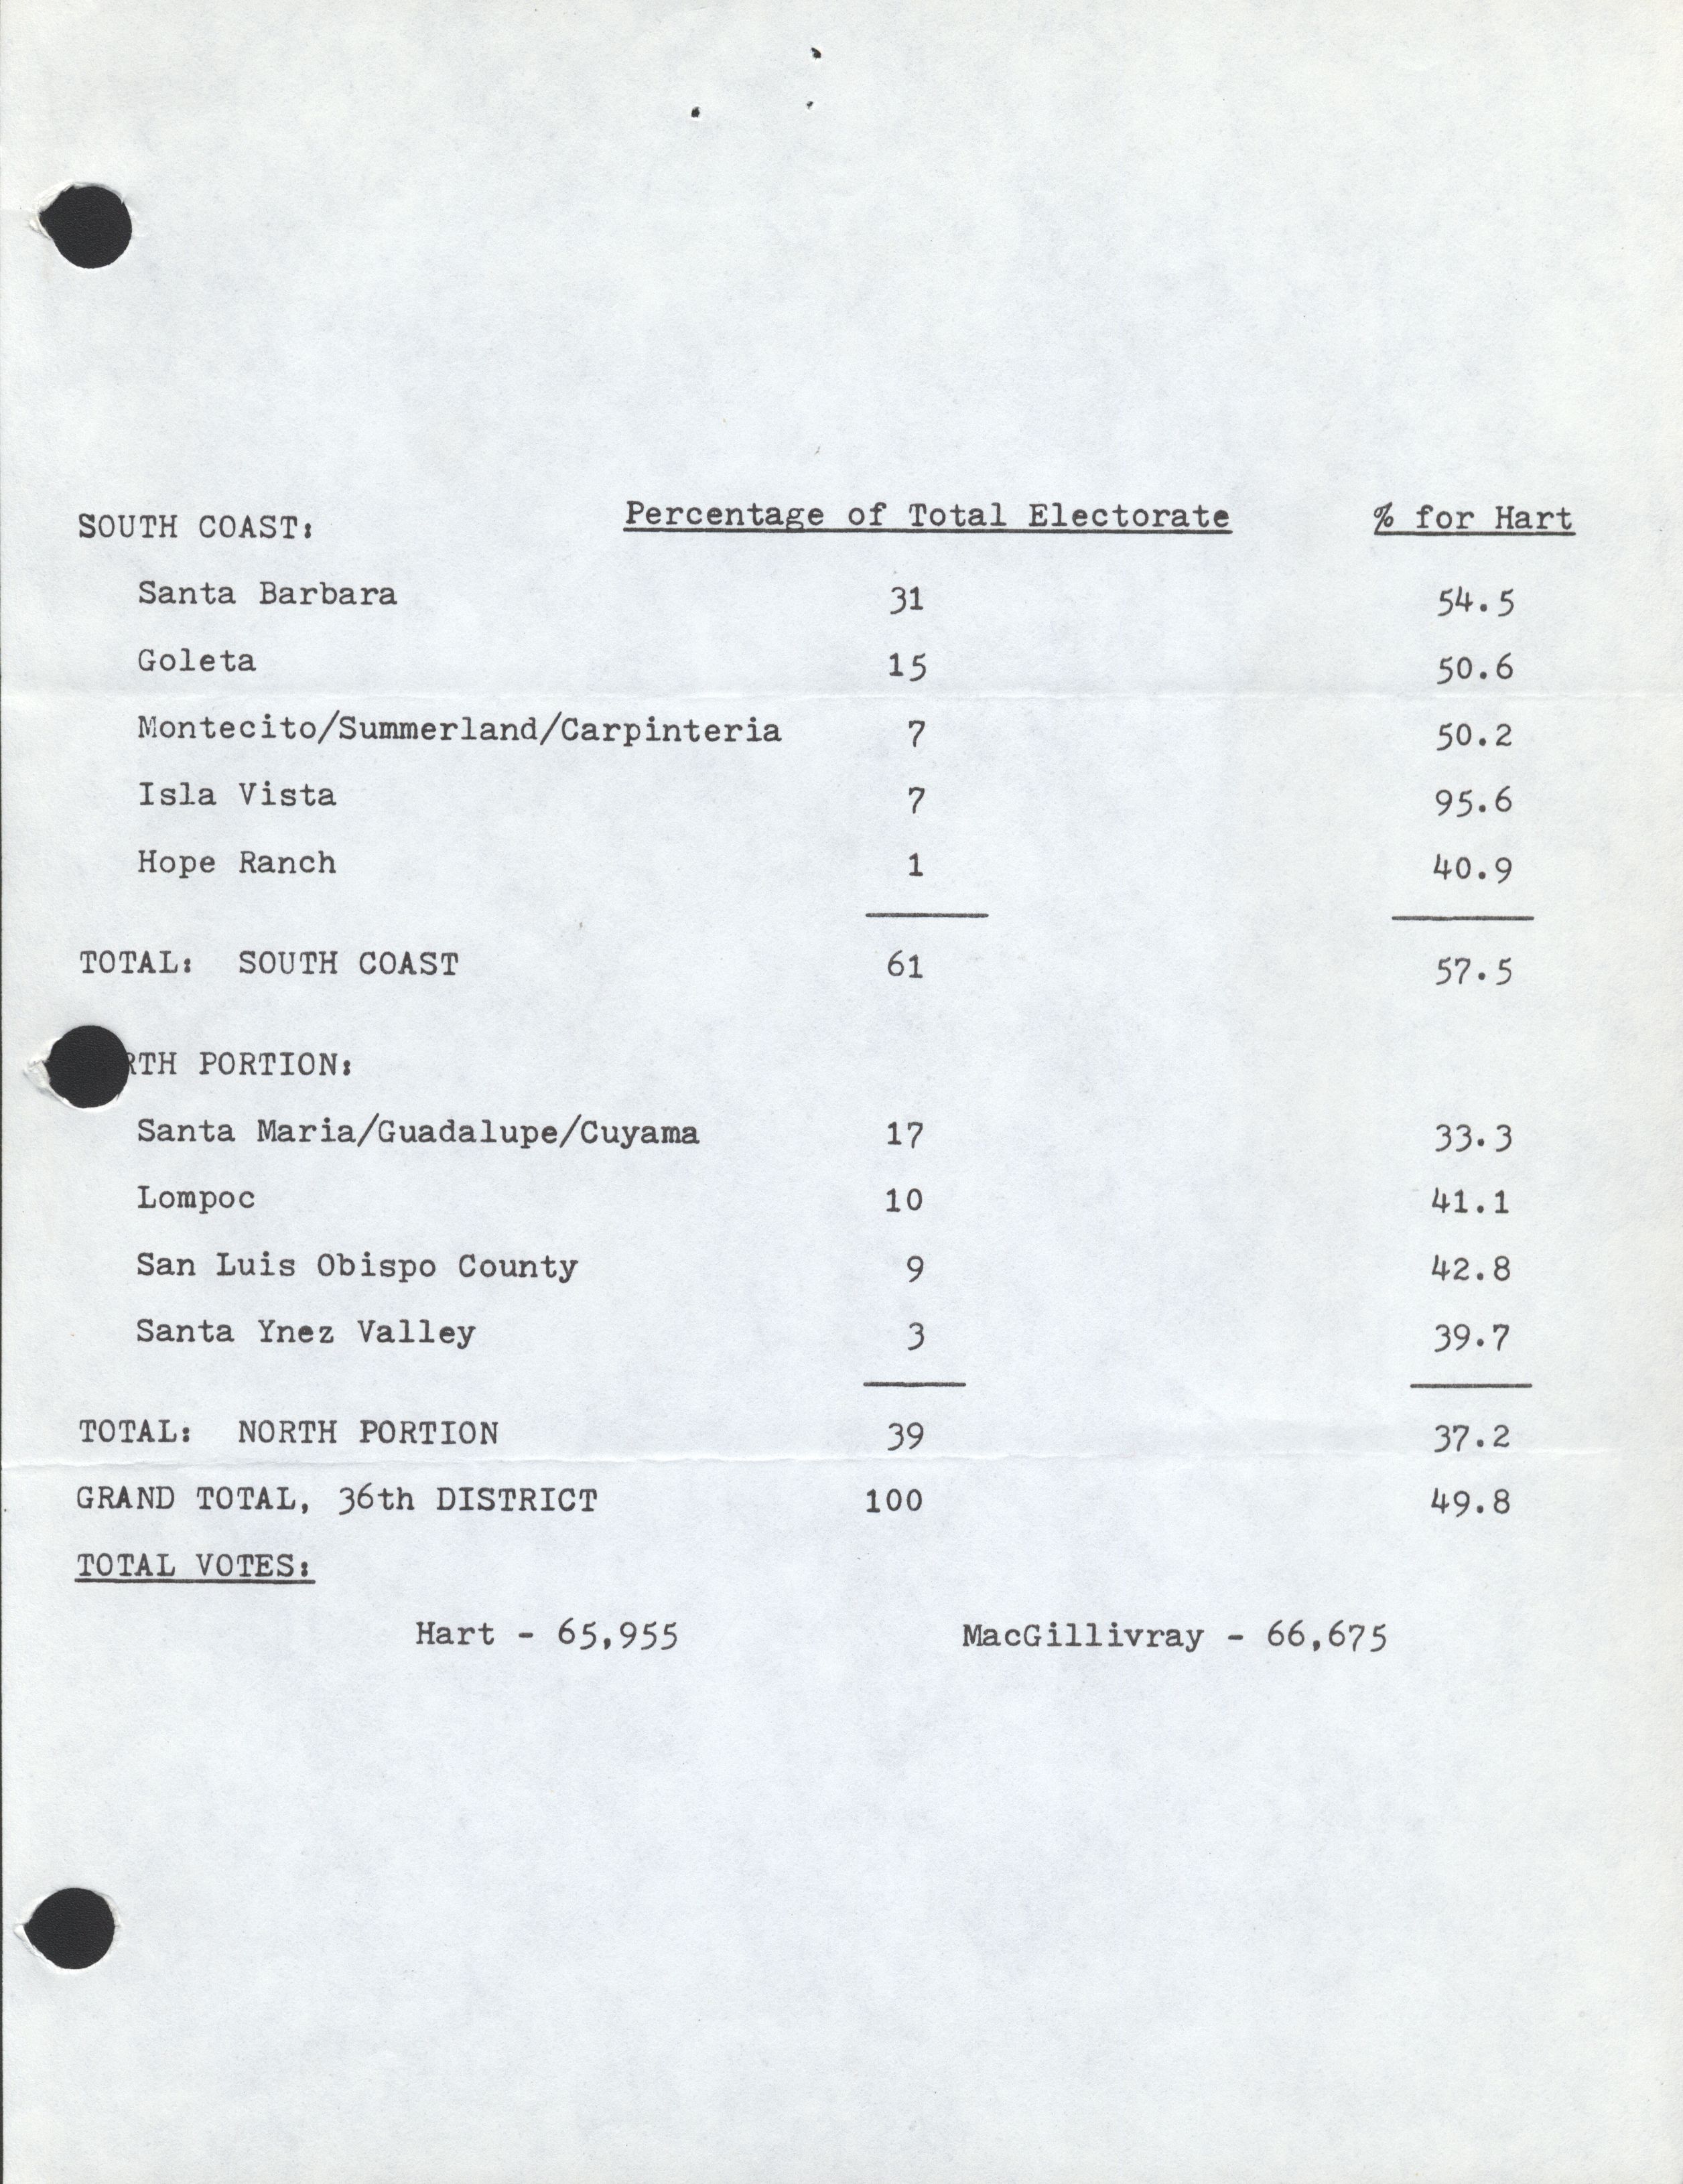 SOUTH COAST: Percentage of Total Electorate % for Hart
Santa Barbara 31 54.5
Goleta 15 50.6
Montecito/Summerland/Carpinteria 7 50.2
Isla Vista 7 95.6
Hope Ranch 1 40.9
TOTAL: SOUTH COAST 61 57.5
PORTION:
Santa Maria/Guadalupe/Cuyama 17 33.3
Lompoc 10 41.1
San Luis Obispo County 9 42.8
Santa Ynez Valley 3 39.7
TOTAL: NORTH PORTION 39 37.2
GRAND TOTAL, 36th DISTRICT 100 49.8
TOTAL VOTES:
Hart - 65,955 MacGillivray - 66,675